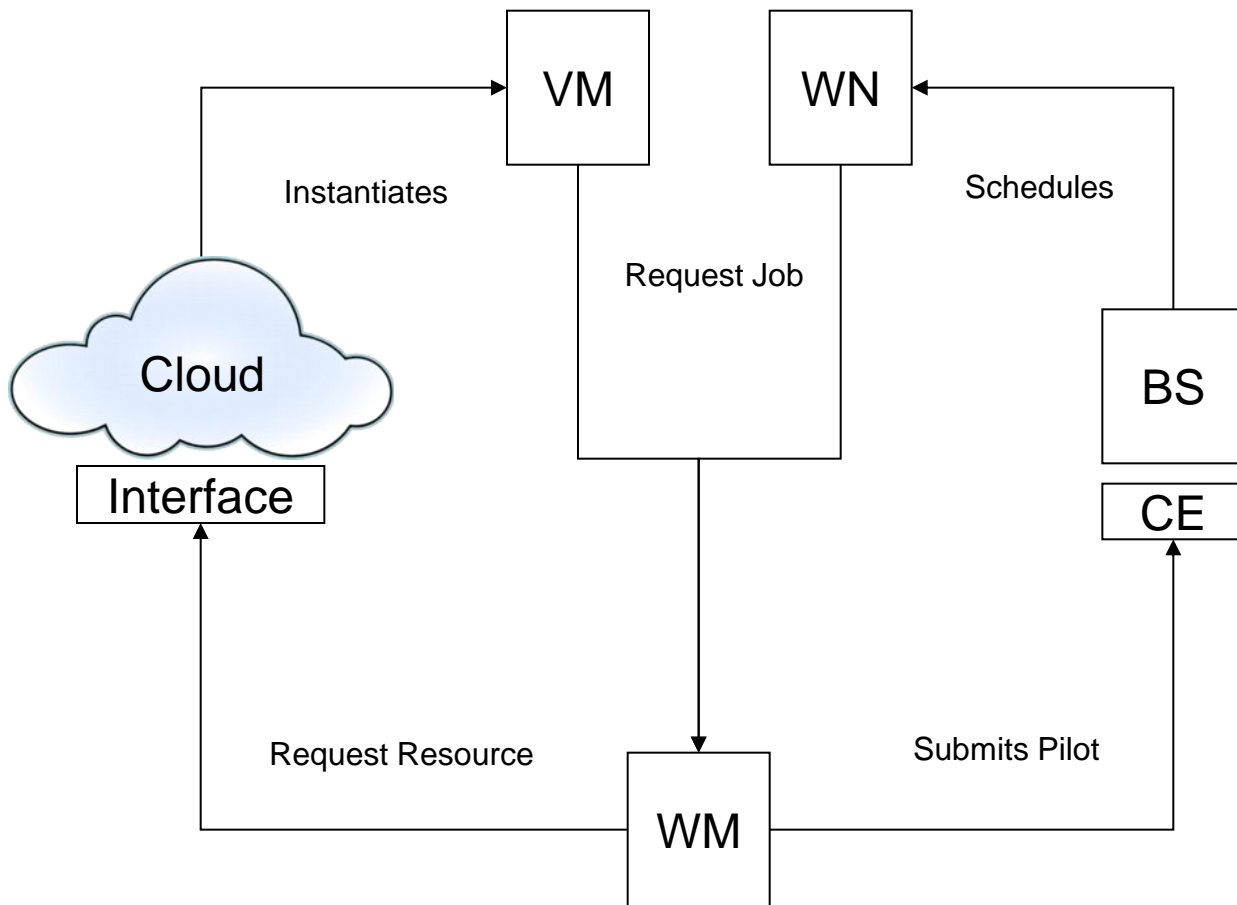 VM
WN
Instantiates
Schedules
Request Job
Cloud
BS
Interface
CE
Request Resource
Submits Pilot
WM